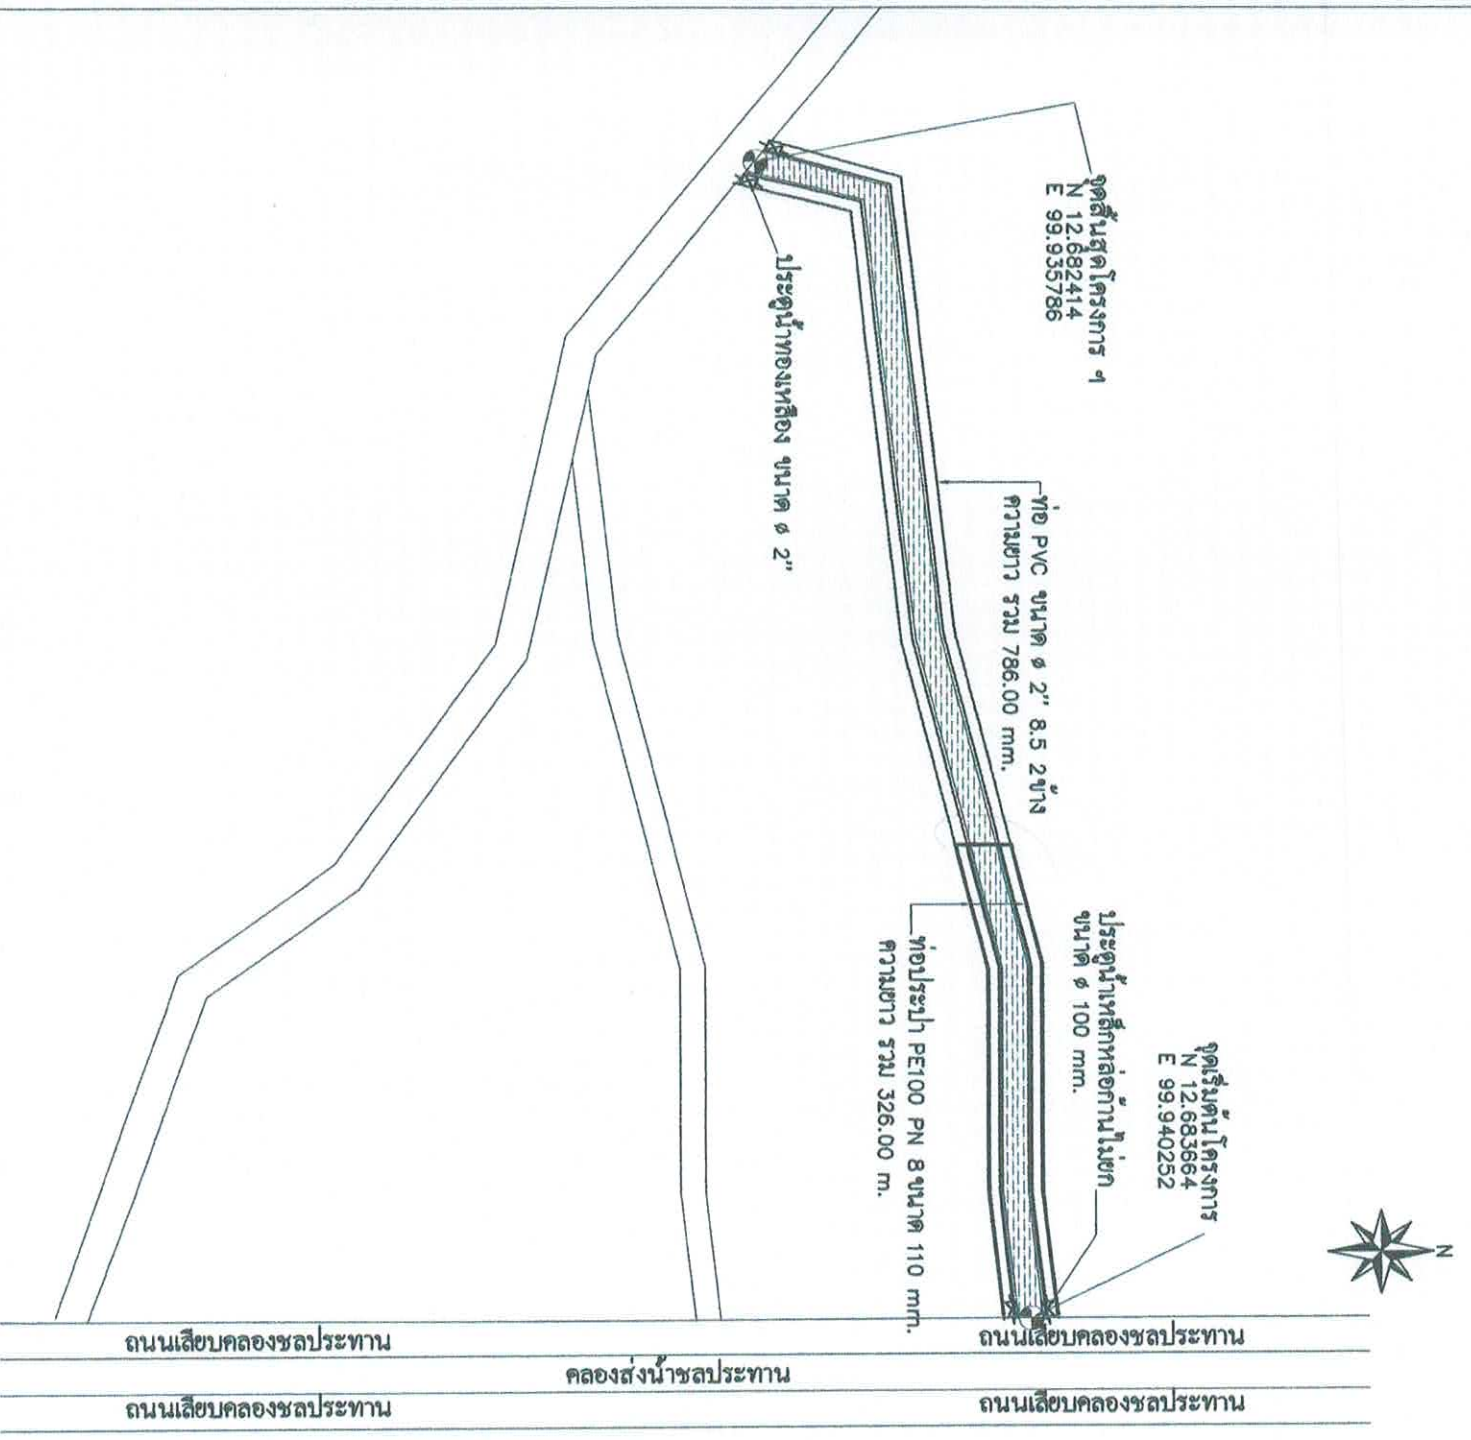 จุดสิ้นสุดโครงการ ฯ
N 12.682414
E 99.935786
ประตูน้ำทองเหลือง ขนาด ø 2"
ท่อ PVC ขนาด ø 2" 8.5 2ข้าง
ความยาว รวม 786.00 mm.
ประตูน้ำเหล็กหล่อก้านไม่ยก
ขนาด ø 100 mm.
ท่อประปา PE100 PN 8 ขนาด 110 mm.
ความยาว รวม 326.00 m.
จุดเริ่มต้นโครงการ
N 12.683664
E 99.940252
N
ถนนเลียบคลองชลประทาน
ถนนเลียบคลองชลประทาน
คลองส่งน้ำชลประทาน
ถนนเลียบคลองชลประทาน
ถนนเลียบคลองชลประทาน